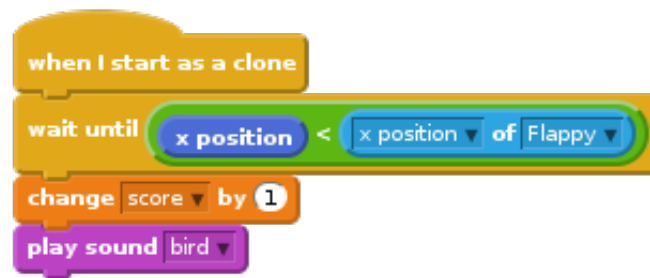 when I start as a clone
wait until x position < x position of Flappy
change score by 1
play sound bird